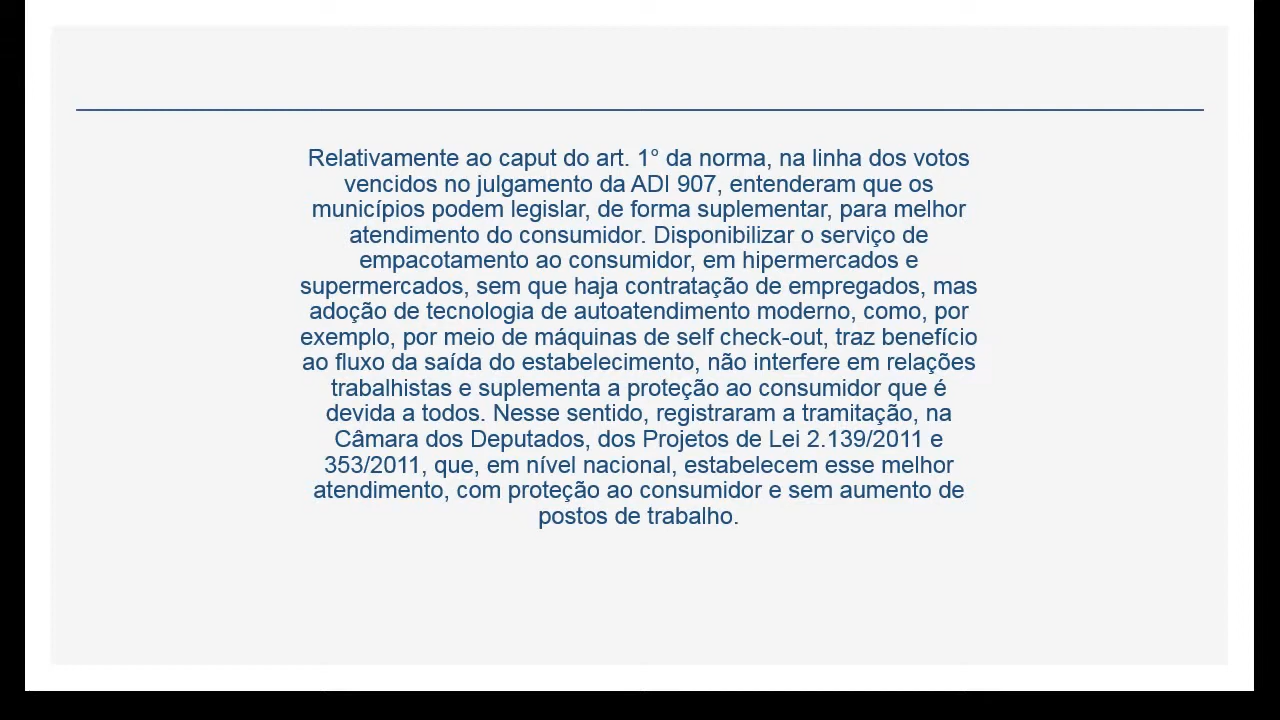 Relativamente ao caput do art. 1° da norma, na linha dos votos
vencidos no julgamento da ADI 907, entenderam que os
municípios podem legislar, de forma suplementar, para melhor
atendimento do consumidor. Disponibilizar o serviço de
empacotamento ao consumidor, em hipermercados e
supermercados, sem que haja contratação de empregados, mas
adoção de tecnologia de autoatendimento moderno, como, por
exemplo, por meio de máquinas de self check-out, traz benefício
ao fluxo da saída do estabelecimento, não interfere em relações
trabalhistas e suplementa a proteção ao consumidor que é
devida a todos. Nesse sentido, registraram a tramitação, na
Câmara dos Deputados, dos Projetos de Lei 2.139/2011 e
353/2011, que, em nível nacional, estabelecem esse melhor
atendimento, com proteção ao consumidor e sem aumento de
postos de trabalho.